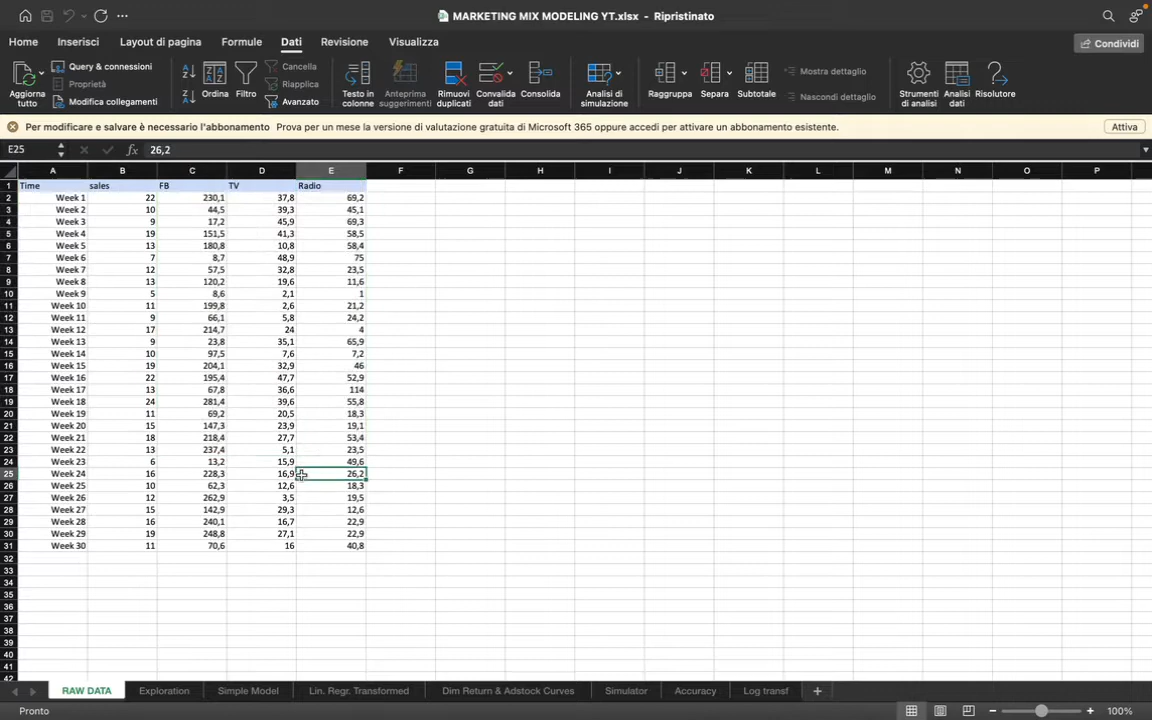 MARKETING MIX MODELING YT.xlsx - Ripristinato
Home Inserisci Layout di pagina Formule Dati Revisione Visualizza Condividi
Aggiorna tutto
Query & connessioni
Proprietà
Modifica collegamenti
Ordina
Filtro
Cancella
Riapplica
Avanzato
Testo in colonne
Anteprima suggerimenti
Rimuovi duplicati
Convalida dati
Consolida
Analisi di simulazione
Raggruppa
Separa
Subtotale
Mostra dettaglio
Nascondi dettaglio
Strumenti di analisi
Analisi dati
Risolutore
Per modificare e salvare è necessario l'abbonamento Prova per un mese la versione di valutazione gratuita di Microsoft 365 oppure accedi per attivare un abbonamento esistente. Attiva
E25 fx 26,2
A B C D E F G H I J K L M N O P
1 Time sales FB TV Radio
2 Week 1 22 230,1 37,8 69,2
3 Week 2 10 44,5 39,3 45,1
4 Week 3 9 17,2 45,9 69,3
5 Week 4 19 151,5 41,3 58,5
6 Week 5 13 180,8 10,8 58,4
7 Week 6 7 8,7 48,9 75
8 Week 7 12 57,5 32,8 23,5
9 Week 8 13 120,2 19,6 11,6
10 Week 9 5 8,6 2,1 1
11 Week 10 11 199,8 2,6 21,2
12 Week 11 9 66,1 5,8 24,2
13 Week 12 17 214,7 24 4
14 Week 13 9 23,8 35,1 65,9
15 Week 14 10 97,5 7,6 7,2
16 Week 15 19 204,1 32,9 46
17 Week 16 22 195,4 47,7 52,9
18 Week 17 13 67,8 36,6 114
19 Week 18 24 281,4 39,6 55,8
20 Week 19 11 69,2 20,5 18,3
21 Week 20 15 147,3 23,9 19,1
22 Week 21 18 218,4 27,7 53,4
23 Week 22 13 237,4 5,1 23,5
24 Week 23 6 13,2 15,9 49,6
25 Week 24 16 228,3 16,9 26,2
26 Week 25 10 62,3 12,6 18,3
27 Week 26 12 262,9 3,5 19,5
28 Week 27 15 142,9 29,3 12,6
29 Week 28 16 240,1 16,7 22,9
30 Week 29 19 248,8 27,1 22,9
31 Week 30 11 70,6 16 40,8
32
33
34
35
36
37
38
39
40
41
42
RAW DATA Exploration Simple Model Lin. Regr. Transformed Dim Return & Adstock Curves Simulator Accuracy Log transf
Pronto 100%